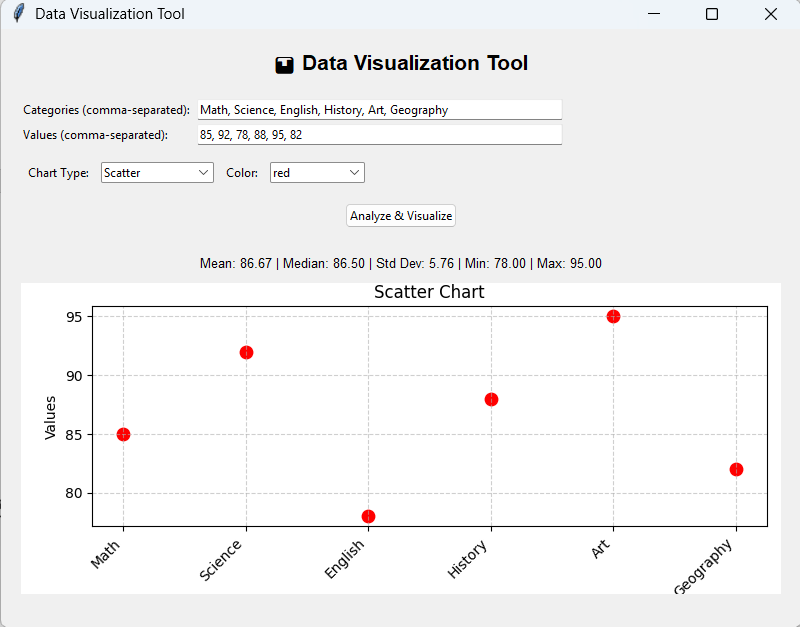 Data Visualization Tool
Data Visualization Tool
Categories (comma-separated): Math, Science, English, History, Art, Geography
Values (comma-separated): 85, 92, 78, 88, 95, 82
Chart Type: Scatter Color: red
Analyze & Visualize
Mean: 86.67 | Median: 86.50 | Std Dev: 5.76 | Min: 78.00 | Max: 95.00
Scatter Chart
95
90
85
80
Values
Math Science English History Art Geography